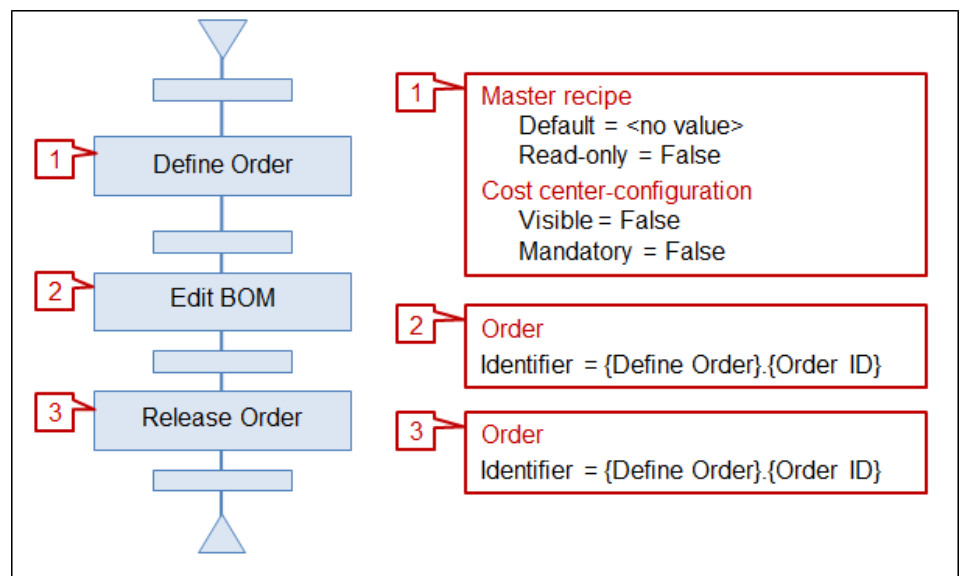 1
Define Order
2
Edit BOM
3
Release Order
1
Master recipe
Default = <no value>
Read-only = False
Cost center-configuration
Visible = False
Mandatory = False
2
Order
Identifier = {Define Order}.{Order ID}
3
Order
Identifier = {Define Order}.{Order ID}